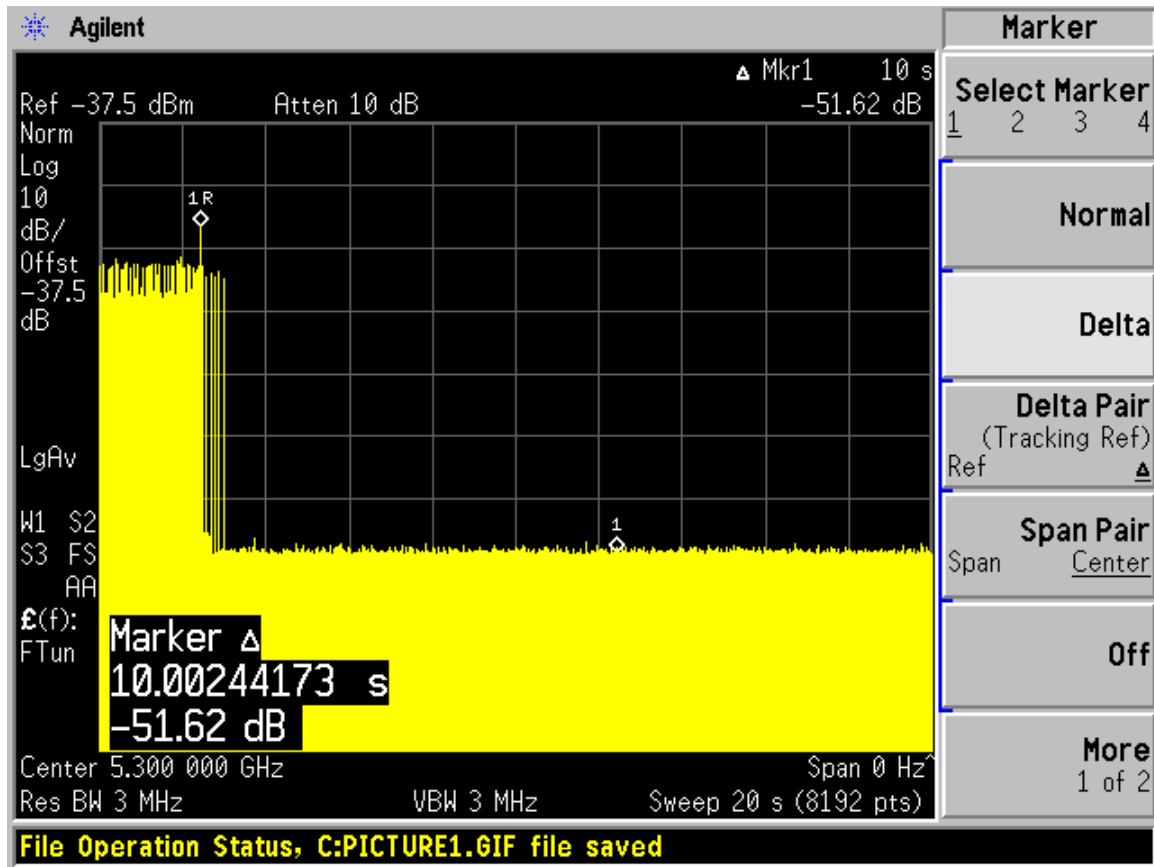 Agilent
Marker
Δ Mkr1 10 s
Ref −37.5 dBm Atten 10 dB −51.62 dB
Norm
Log
10
dB/
Offst
−37.5
dB
1R
LgAv
1
W1 S2
S3 FS
AA
£(f):
FTun
Marker Δ
10.00244173 s
−51.62 dB
Center 5.300 000 GHz Span 0 Hz^
Res BW 3 MHz VBW 3 MHz Sweep 20 s (8192 pts)
Select Marker
1 2 3 4
Normal
Delta
Delta Pair
(Tracking Ref)
Ref Δ
Span Pair
Span Center
Off
More
1 of 2
File Operation Status, C:PICTURE1.GIF file saved